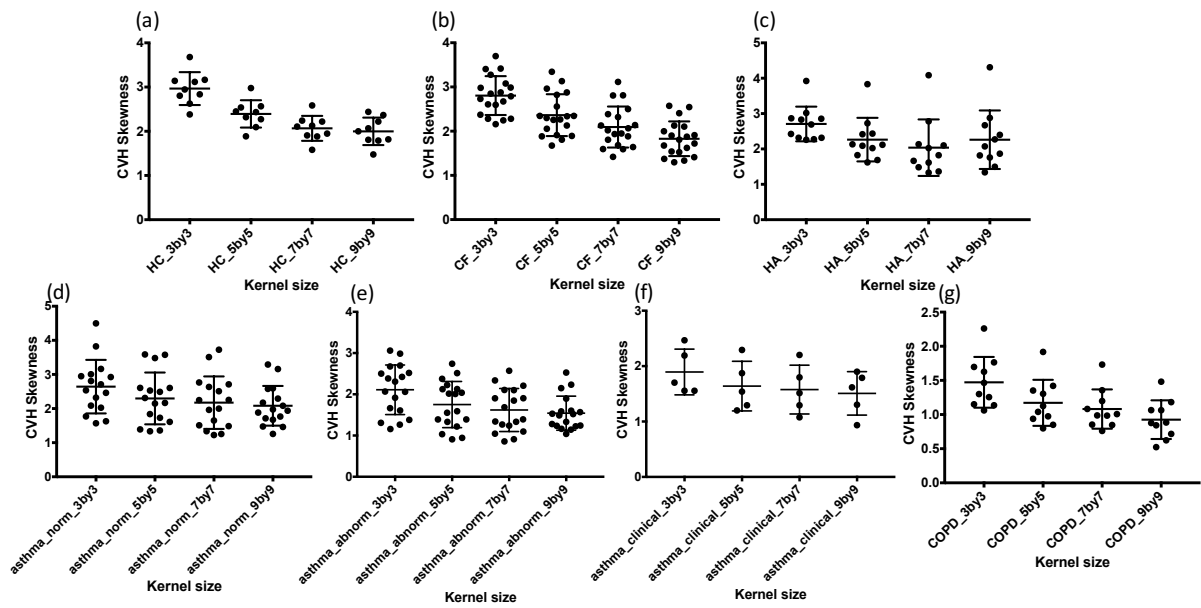 (a)
CVH Skewness
4
3
2
1
0
HC_3by3
HC_5by5
HC_7by7
HC_9by9
Kernel size
(b)
CVH Skewness
4
3
2
1
0
CF_3by3
CF_5by5
CF_7by7
CF_9by9
Kernel size
(c)
CVH Skewness
5
4
3
2
1
0
HA_3by3
HA_5by5
HA_7by7
HA_9by9
Kernel size
(d)
CVH Skewness
5
4
3
2
1
0
asthma_norm_3by3
asthma_norm_5by5
asthma_norm_7by7
asthma_norm_9by9
Kernel size
(e)
CVH Skewness
4
3
2
1
0
asthma_abnorm_3by3
asthma_abnorm_5by5
asthma_abnorm_7by7
asthma_abnorm_9by9
Kernel size
(f)
CVH Skewness
3
2
1
0
asthma_clinical_3by3
asthma_clinical_5by5
asthma_clinical_7by7
asthma_clinical_9by9
Kernel size
(g)
CVH Skewness
2.5
2.0
1.5
1.0
0.5
0.0
COPD_3by3
COPD_5by5
COPD_7by7
COPD_9by9
Kernel size